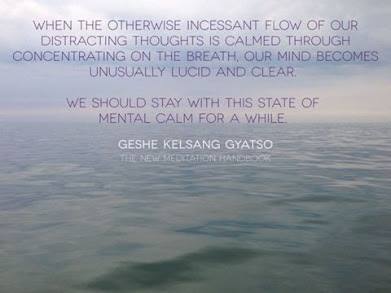 WHEN THE OTHERWISE INCESSANT FLOW OF OUR
DISTRACTING THOUGHTS IS CALMED THROUGH
CONCENTRATING ON THE BREATH, OUR MIND BECOMES
UNUSUALLY LUCID AND CLEAR.
WE SHOULD STAY WITH THIS STATE OF
MENTAL CALM FOR A WHILE.
GESHE KELSANG GYATSO
THE NEW MEDITATION HANDBOOK